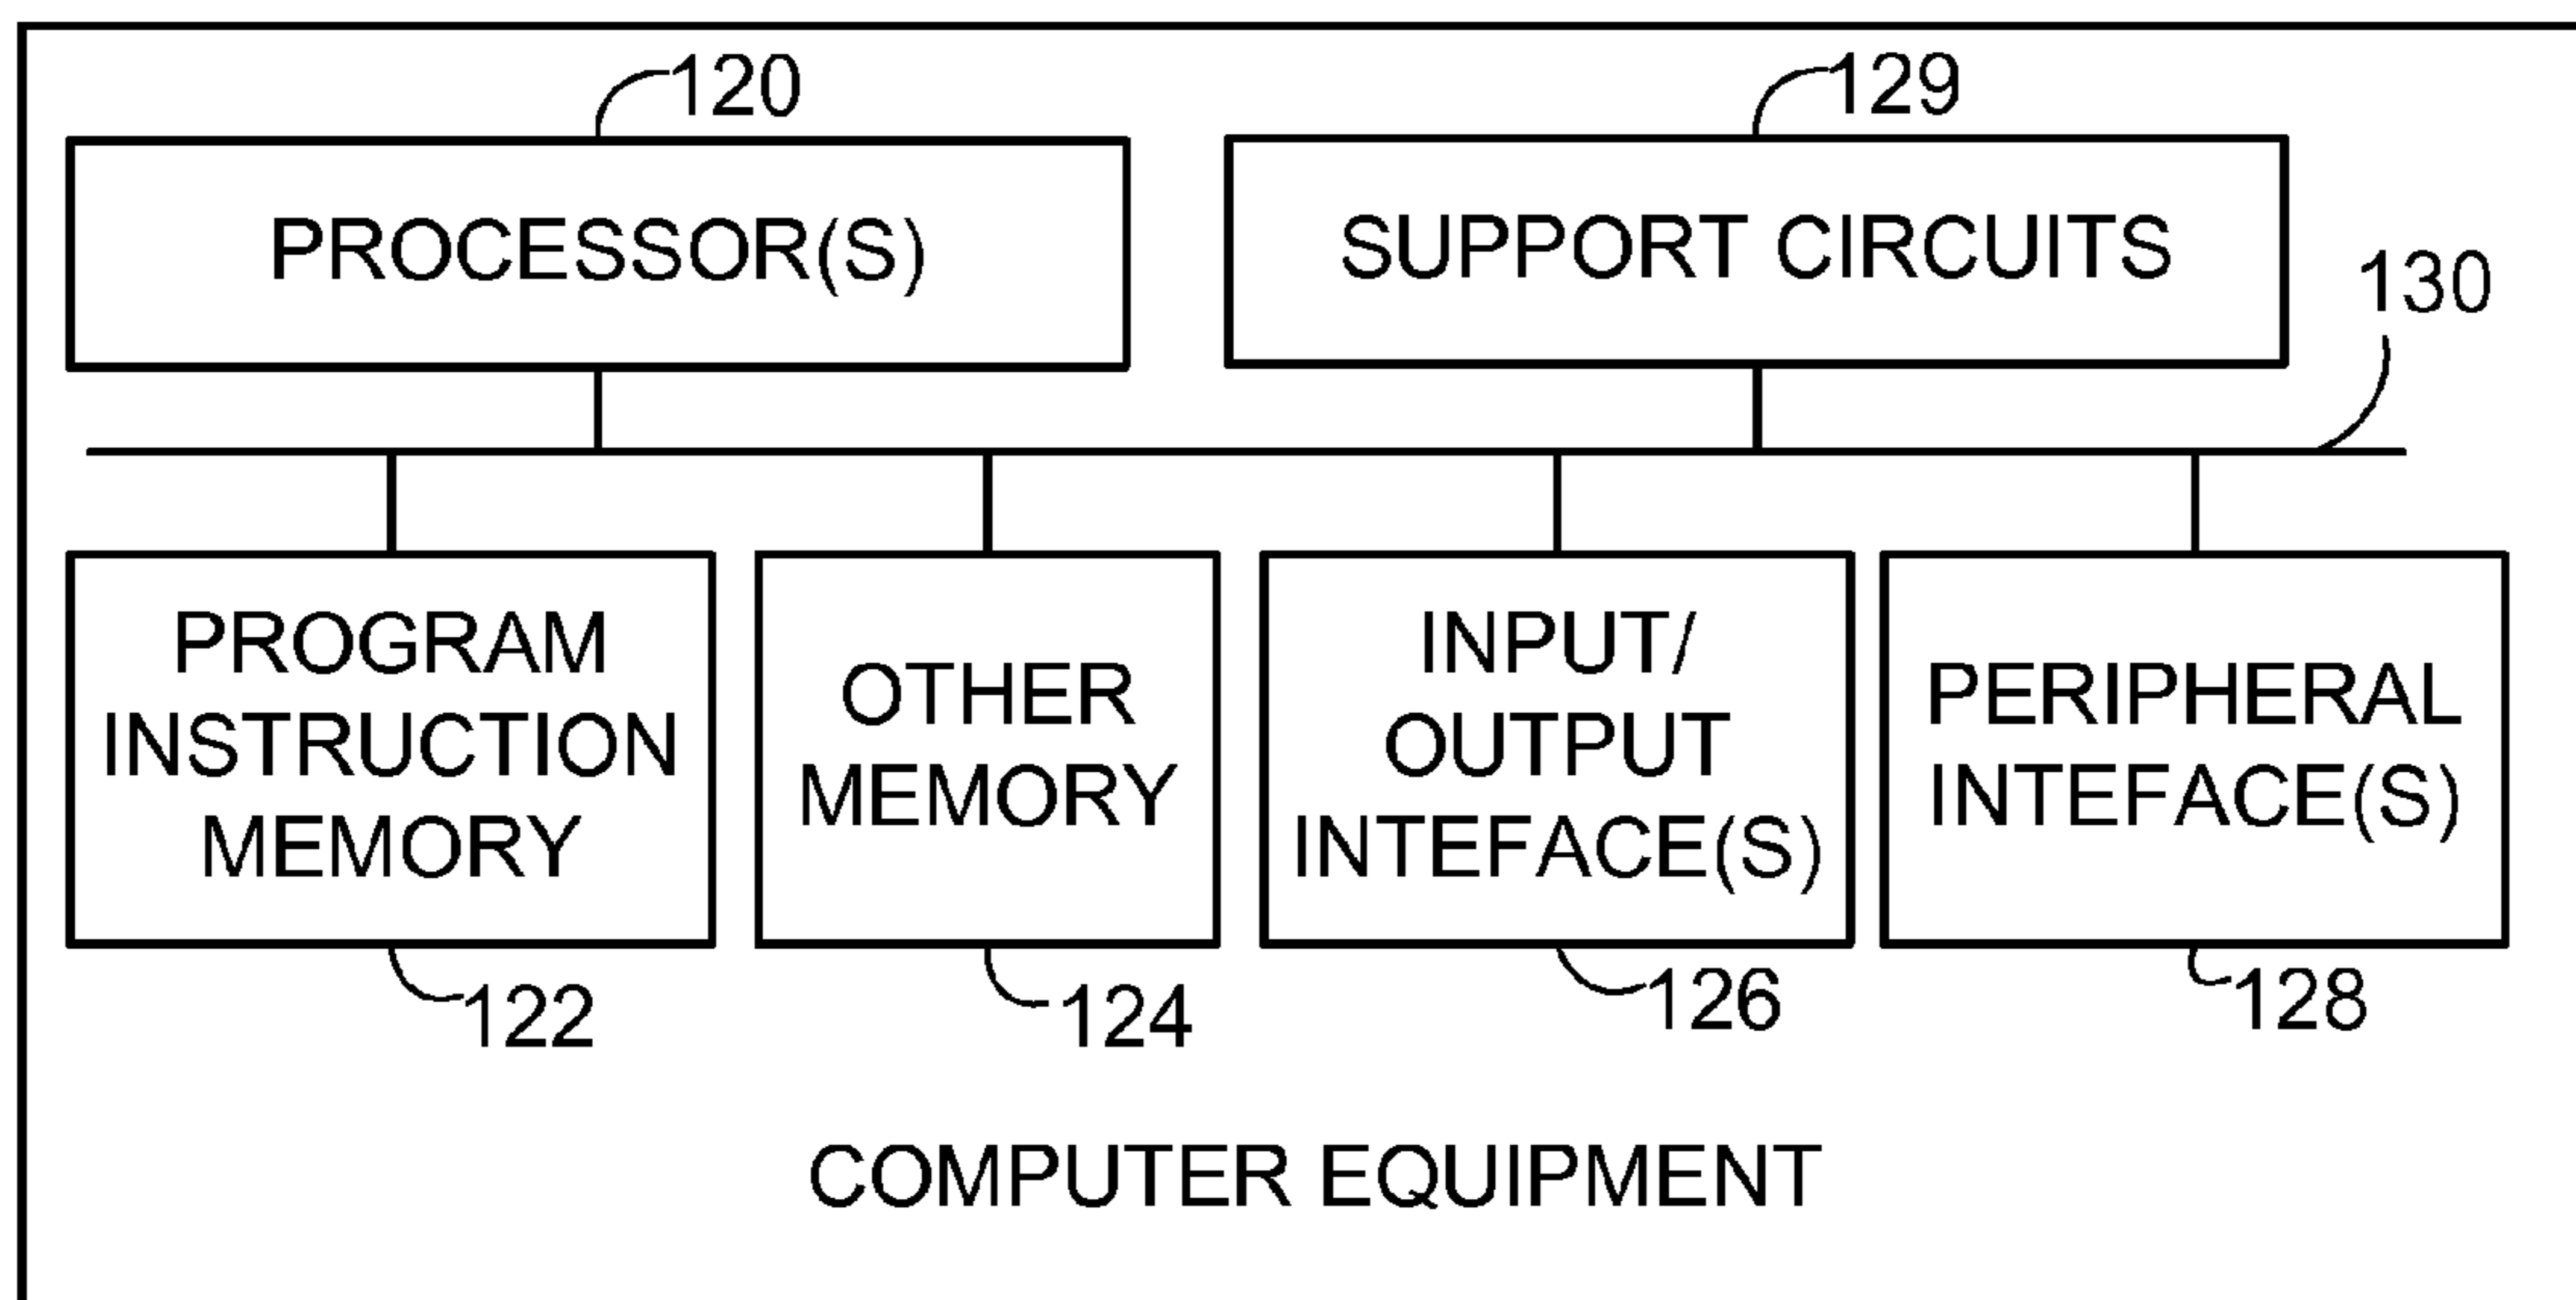 120
129
PROCESSOR(S)
SUPPORT CIRCUITS
130
PROGRAM
INSTRUCTION
MEMORY
OTHER
MEMORY
INPUT/
OUTPUT
INTEFACE(S)
PERIPHERAL
INTEFACE(S)
122
124
126
128
COMPUTER EQUIPMENT